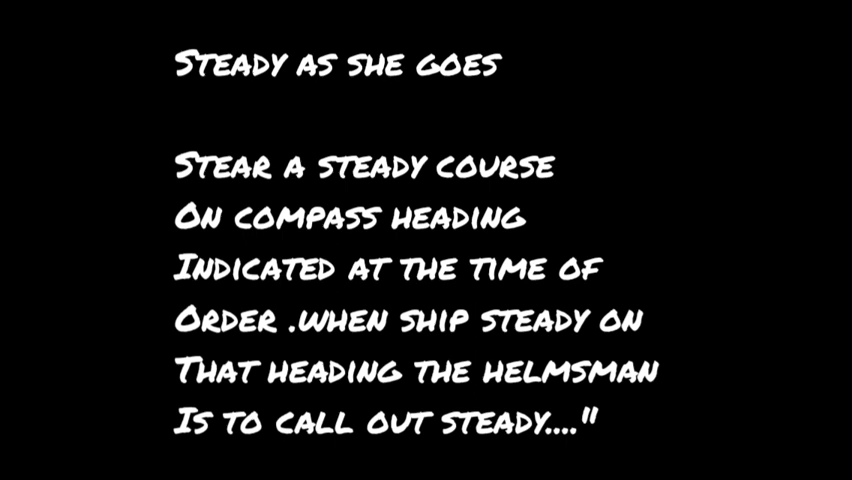 Steady as she goes
Stear a steady course
On compass heading
Indicated at the time of
Order .when ship steady on
That heading the helmsman
Is to call out steady...."